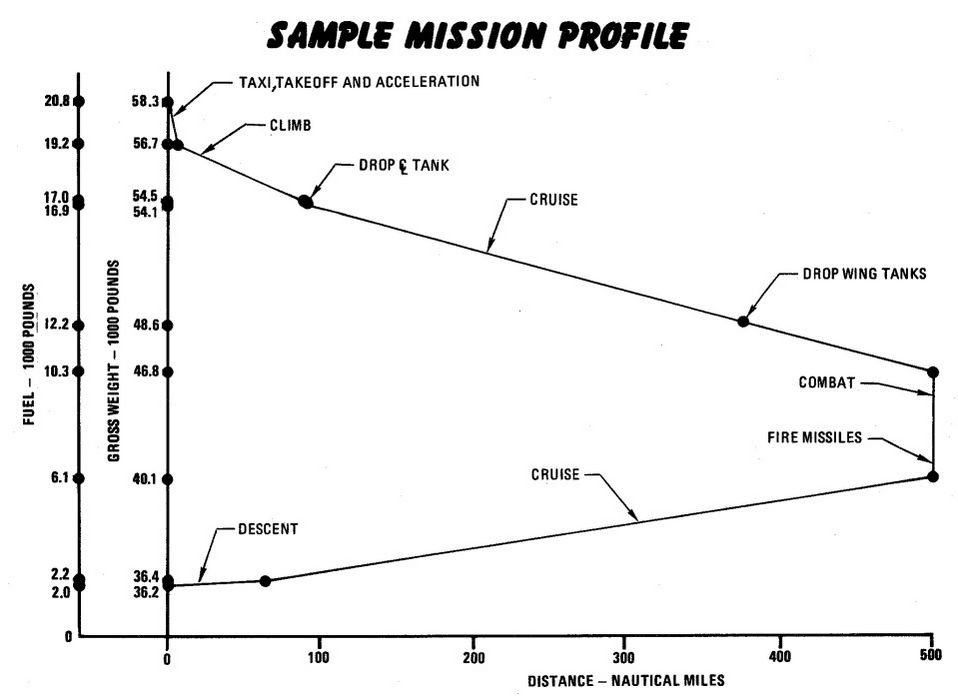 SAMPLE MISSION PROFILE
TAXI, TAKEOFF AND ACCELERATION
CLIMB
DROP ℄ TANK
CRUISE
DROP WING TANKS
COMBAT
FIRE MISSILES
CRUISE
DESCENT
FUEL – 1000 POUNDS
20.8
19.2
17.0
16.9
12.2
10.3
6.1
2.2
2.0
0
GROSS WEIGHT – 1000 POUNDS
58.3
56.7
54.5
54.1
48.6
46.8
40.1
36.4
36.2
0 100 200 300 400 500
DISTANCE – NAUTICAL MILES